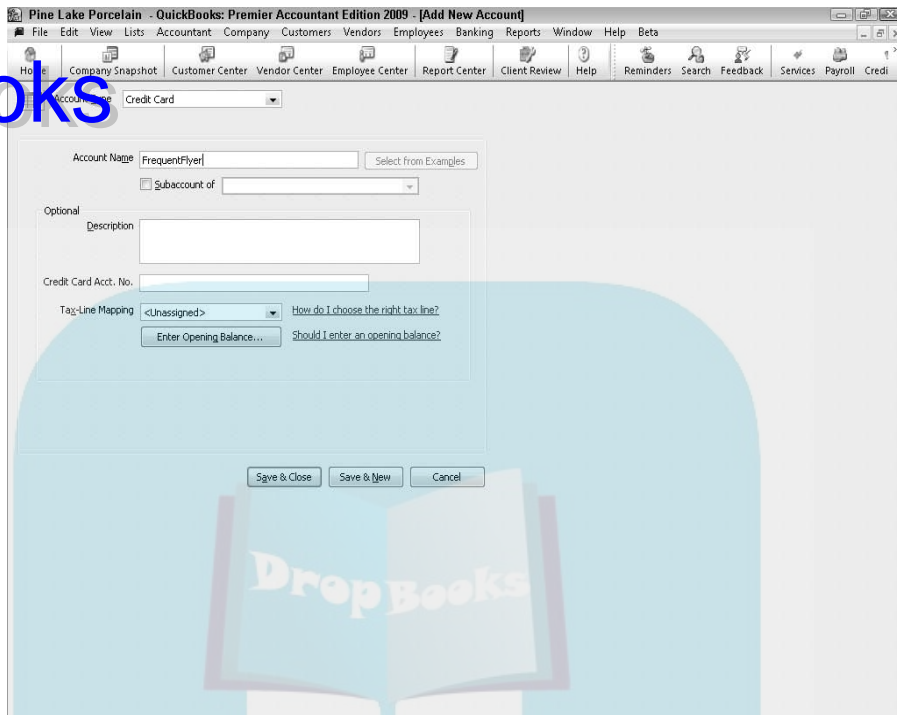 Pine Lake Porcelain - QuickBooks: Premier Accountant Edition 2009 - [Add New Account]
File Edit View Lists Accountant Company Customers Vendors Employees Banking Reports Window Help Beta
Home Company Snapshot Customer Center Vendor Center Employee Center Report Center Client Review Help Reminders Search Feedback Services Payroll Credi
oks
Account Type Credit Card
Account Name FrequentFlyer Select from Examples
Subaccount of
Optional
Description
Credit Card Acct. No.
Tax-Line Mapping <Unassigned> How do I choose the right tax line?
Enter Opening Balance... Should I enter an opening balance?
Save & Close Save & New Cancel
DropBooks